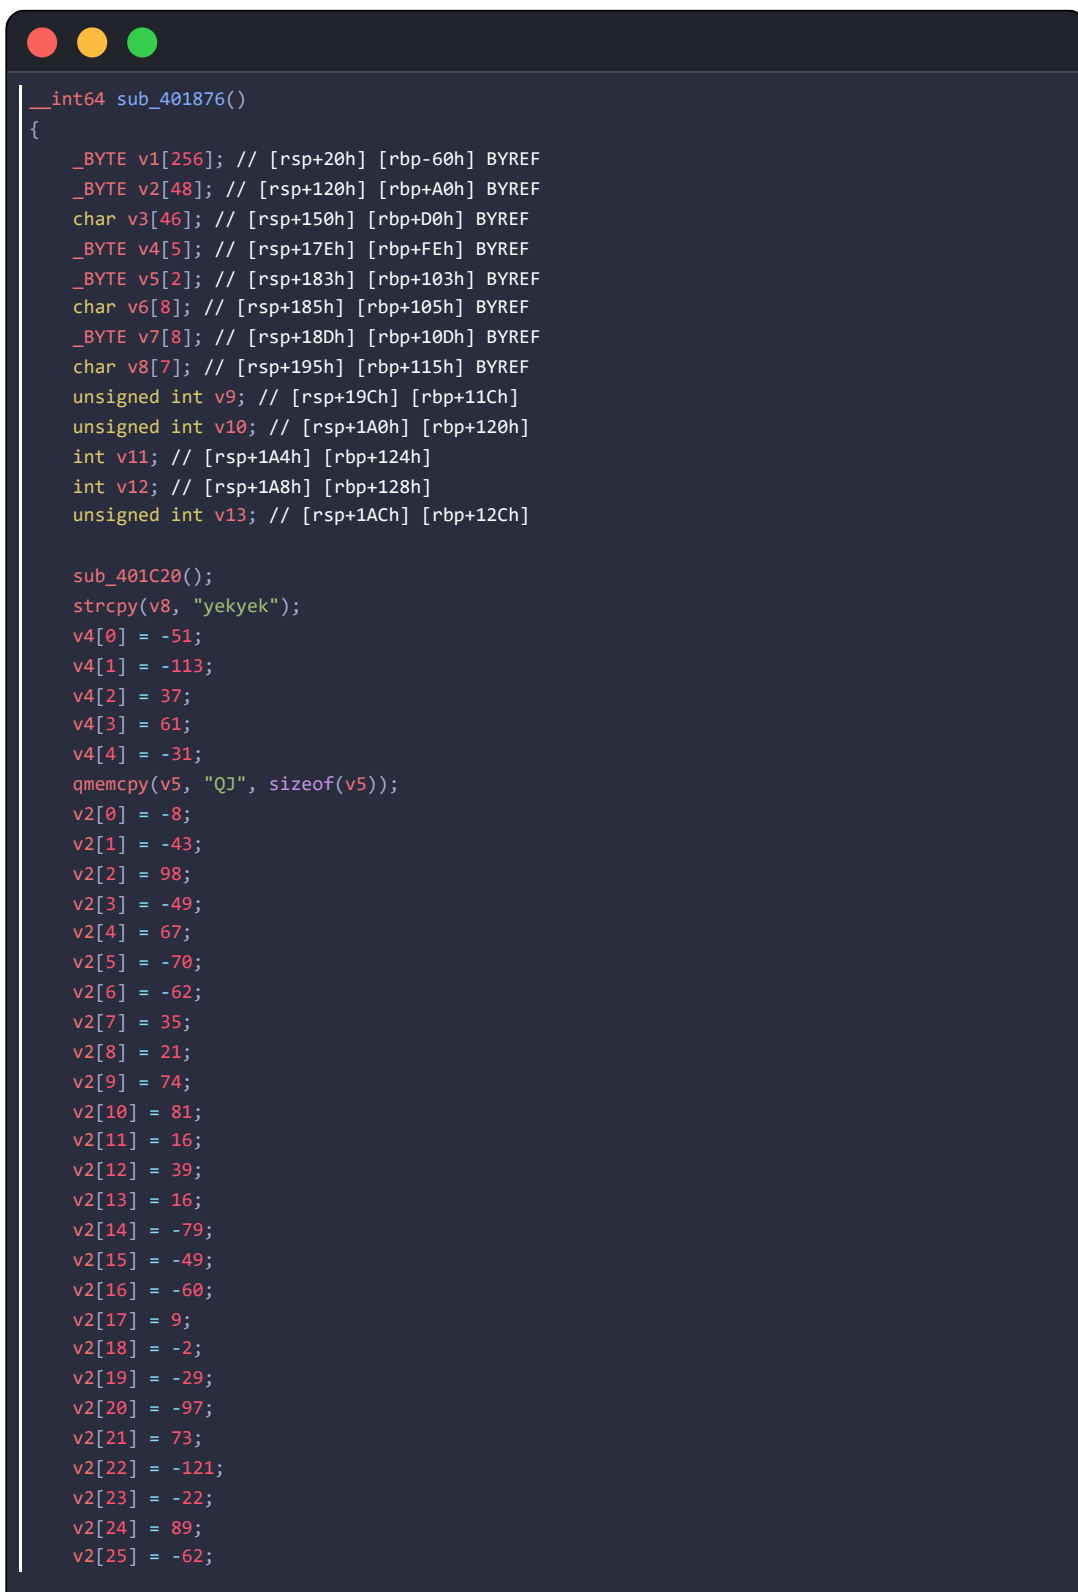 __int64 sub_401876()
{
    _BYTE v1[256]; // [rsp+20h] [rbp-60h] BYREF
    _BYTE v2[48]; // [rsp+120h] [rbp+A0h] BYREF
    char v3[46]; // [rsp+150h] [rbp+D0h] BYREF
    _BYTE v4[5]; // [rsp+17Eh] [rbp+FEh] BYREF
    _BYTE v5[2]; // [rsp+183h] [rbp+103h] BYREF
    char v6[8]; // [rsp+185h] [rbp+105h] BYREF
    _BYTE v7[8]; // [rsp+18Dh] [rbp+10Dh] BYREF
    char v8[7]; // [rsp+195h] [rbp+115h] BYREF
    unsigned int v9; // [rsp+19Ch] [rbp+11Ch]
    unsigned int v10; // [rsp+1A0h] [rbp+120h]
    int v11; // [rsp+1A4h] [rbp+124h]
    int v12; // [rsp+1A8h] [rbp+128h]
    unsigned int v13; // [rsp+1ACh] [rbp+12Ch]

    sub_401C20();
    strcpy(v8, "yekyek");
    v4[0] = -51;
    v4[1] = -113;
    v4[2] = 37;
    v4[3] = 61;
    v4[4] = -31;
    qmemcpy(v5, "QJ", sizeof(v5));
    v2[0] = -8;
    v2[1] = -43;
    v2[2] = 98;
    v2[3] = -49;
    v2[4] = 67;
    v2[5] = -70;
    v2[6] = -62;
    v2[7] = 35;
    v2[8] = 21;
    v2[9] = 74;
    v2[10] = 81;
    v2[11] = 16;
    v2[12] = 39;
    v2[13] = 16;
    v2[14] = -79;
    v2[15] = -49;
    v2[16] = -60;
    v2[17] = 9;
    v2[18] = -2;
    v2[19] = -29;
    v2[20] = -97;
    v2[21] = 73;
    v2[22] = -121;
    v2[23] = -22;
    v2[24] = 89;
    v2[25] = -62;